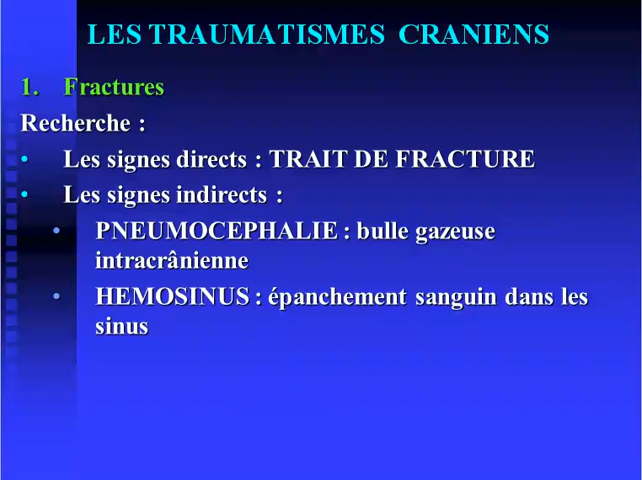 LES TRAUMATISMES CRANIENS
1. Fractures
Recherche :
• Les signes directs : TRAIT DE FRACTURE
• Les signes indirects :
• PNEUMOCEPHALIE : bulle gazeuse
intracrânienne
• HEMOSINUS : épanchement sanguin dans les
sinus